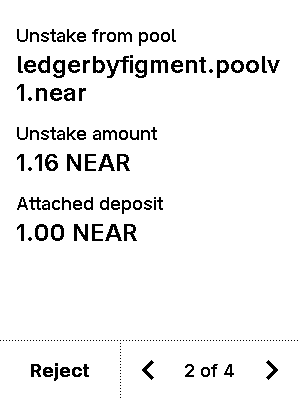 Unstake from pool
ledgerbyfigment.poolv
1.near
Unstake amount
1.16 NEAR
Attached deposit
1.00 NEAR
Reject
2 of 4